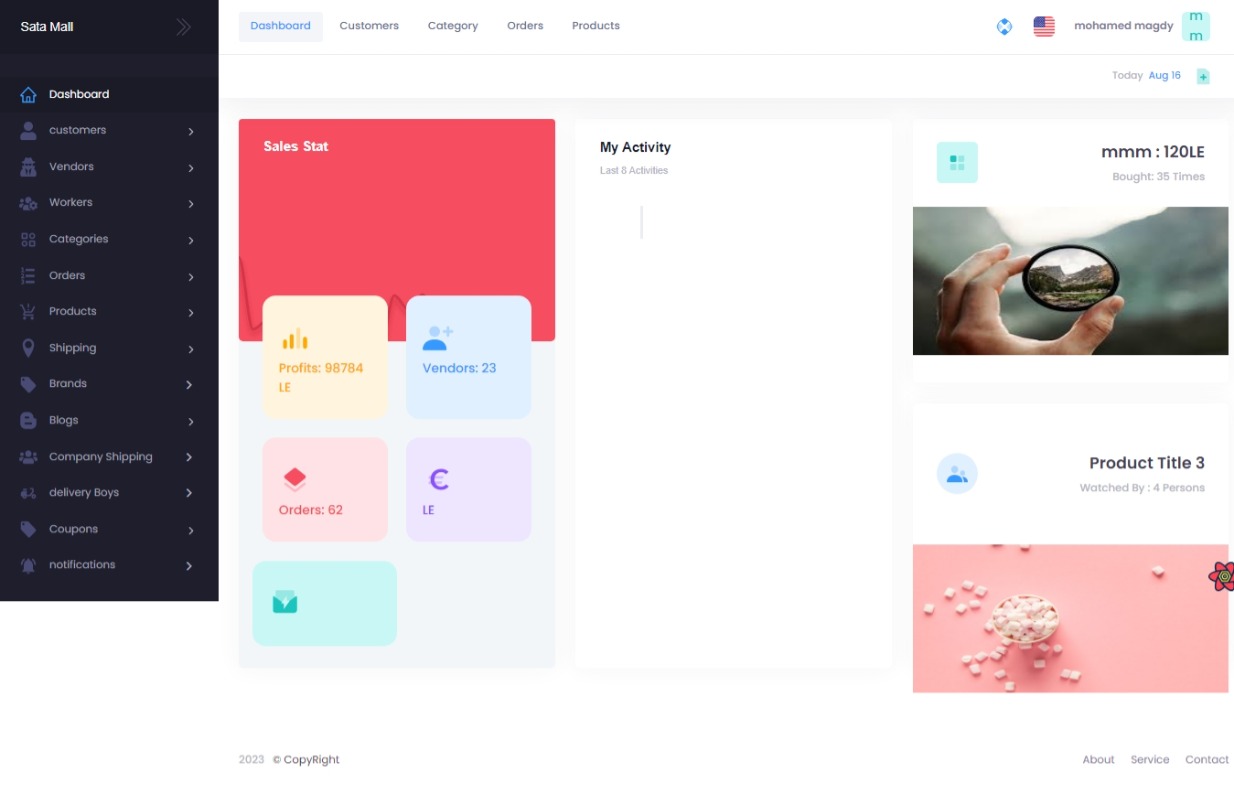 Sata Mall
Dashboard
customers
Vendors
Workers
Categories
Orders
Products
Shipping
Brands
Blogs
Company Shipping
delivery Boys
Coupons
notifications
Dashboard Customers Category Orders Products
mohamed magdy
m
m
Today Aug 16
Sales Stat
Profits: 98784
LE
Vendors: 23
Orders: 62
LE
My Activity
Last 8 Activities
mmm : 120LE
Bought: 35 Times
Product Title 3
Watched By : 4 Persons
2023 © CopyRight
About Service Contact